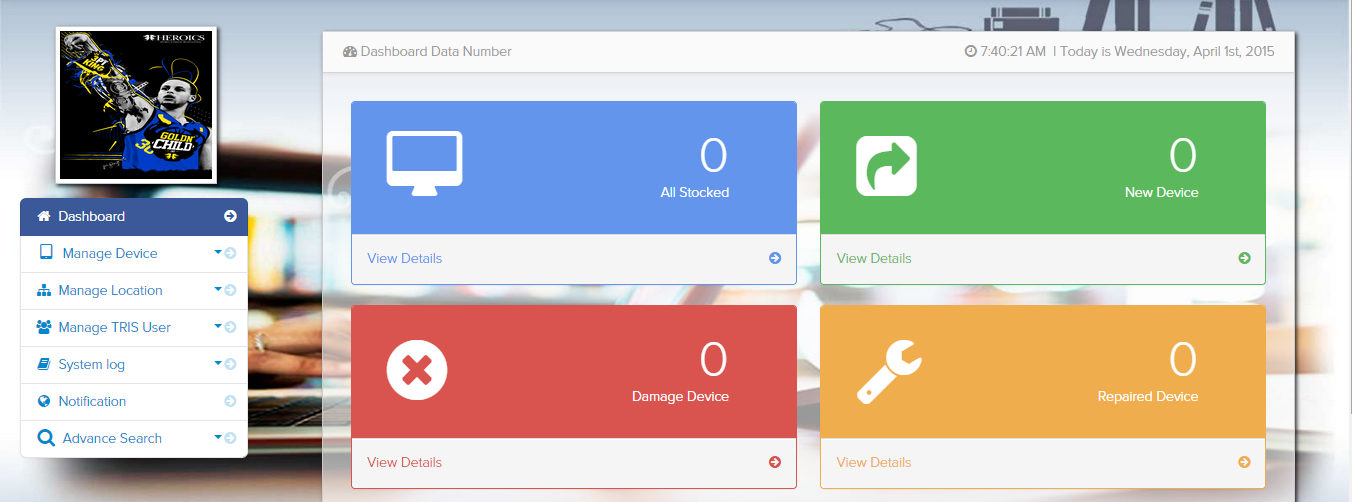 HEROICS
GOLDN
CHILD
Dashboard
Manage Device
Manage Location
Manage TRIS User
System log
Notification
Advance Search
Dashboard Data Number
7:40:21 AM | Today is Wednesday, April 1st, 2015
0
All Stocked
View Details
0
New Device
View Details
0
Damage Device
View Details
0
Repaired Device
View Details